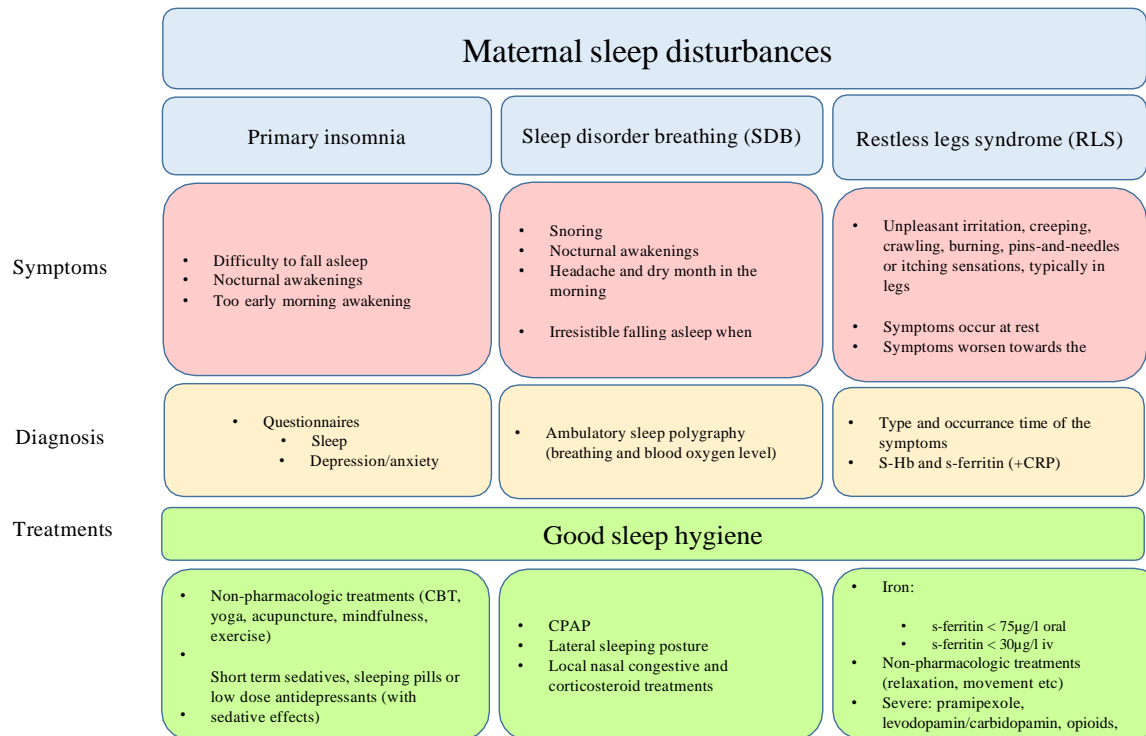 Maternal sleep disturbances
Primary insomnia
Sleep disorder breathing (SDB)
Restless legs syndrome (RLS)
Symptoms
• Difficulty to fall asleep
• Nocturnal awakenings
• Too early morning awakening
• Snoring
• Nocturnal awakenings
• Headache and dry month in the
morning
• Irresistible falling asleep when
• Unpleasant irritation, creeping,
crawling, burning, pins-and-needles
or itching sensations, typically in
legs
• Symptoms occur at rest
• Symptoms worsen towards the
Diagnosis
• Questionnaires
• Sleep
• Depression/anxiety
• Ambulatory sleep polygraphy
(breathing and blood oxygen level)
• Type and occurrance time of the
symptoms
• S-Hb and s-ferritin (+CRP)
Treatments
Good sleep hygiene
• Non-pharmacologic treatments (CBT,
yoga, acupuncture, mindfulness,
exercise)
•
Short term sedatives, sleeping pills or
low dose antidepressants (with
• sedative effects)
• CPAP
• Lateral sleeping posture
• Local nasal congestive and
corticosteroid treatments
• Iron:
• s-ferritin < 75µg/l oral
• s-ferritin < 30µg/l iv
• Non-pharmacologic treatments
(relaxation, movement etc)
• Severe: pramipexole,
levodopamin/carbidopamin, opioids,